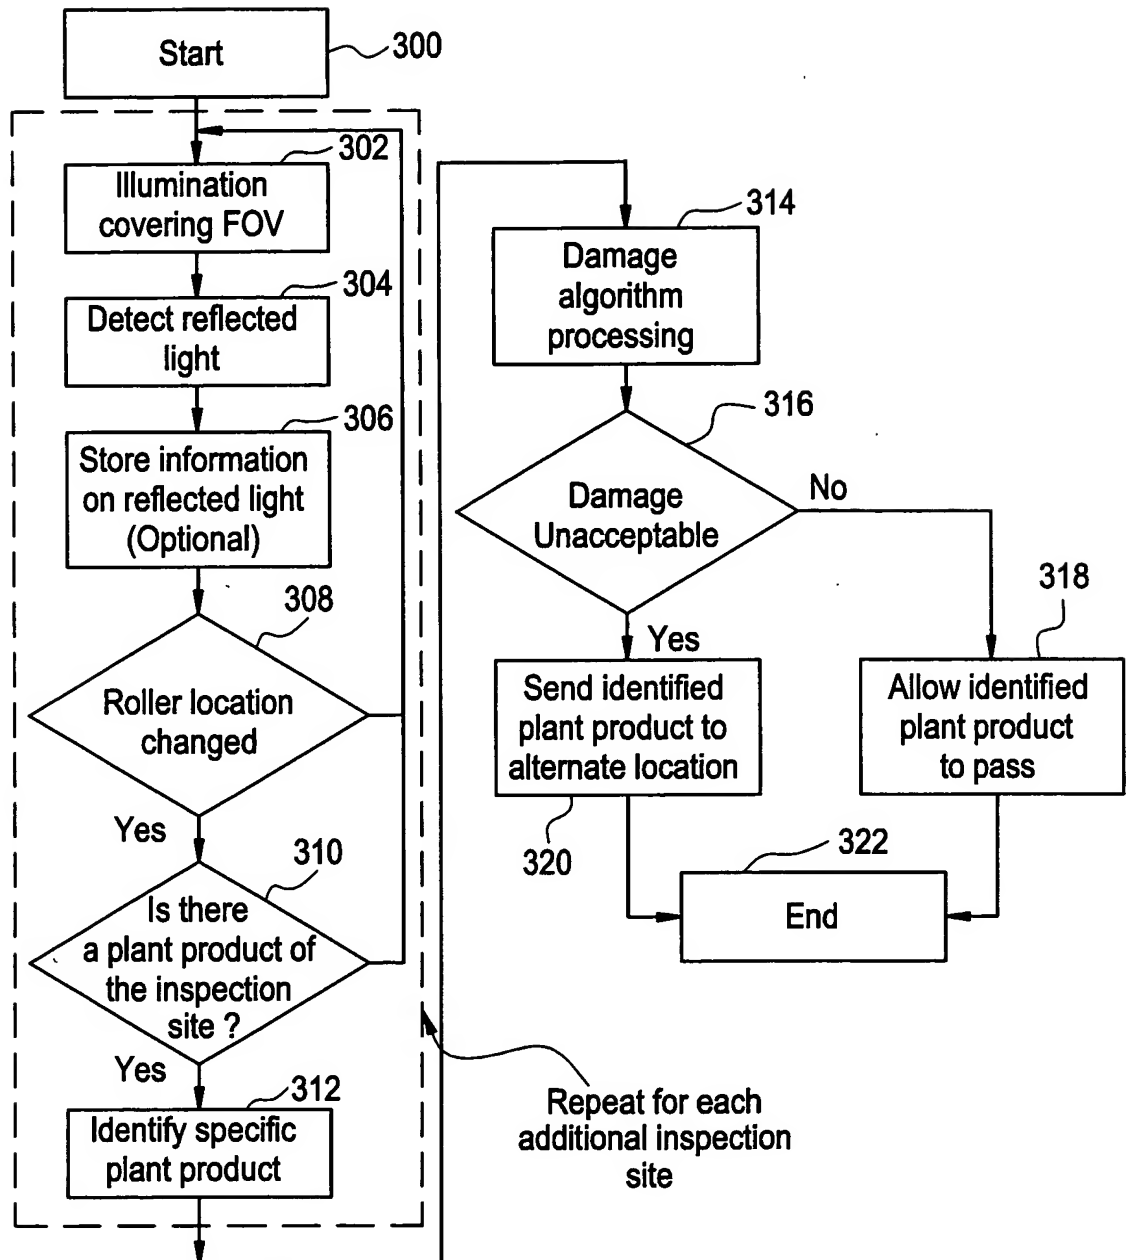 Start
300
302
Illumination
covering FOV
304
Detect reflected
light
306
Store information
on reflected light
(Optional)
308
Roller location
changed
Yes
310
Is there
a plant product of
the inspection
site ?
Yes
312
Identify specific
plant product
314
Damage
algorithm
processing
316
Damage
Unacceptable
No
Yes
318
Send identified
plant product to
alternate location
Allow identified
plant product
to pass
320
322
End
Repeat for each
additional inspection
site